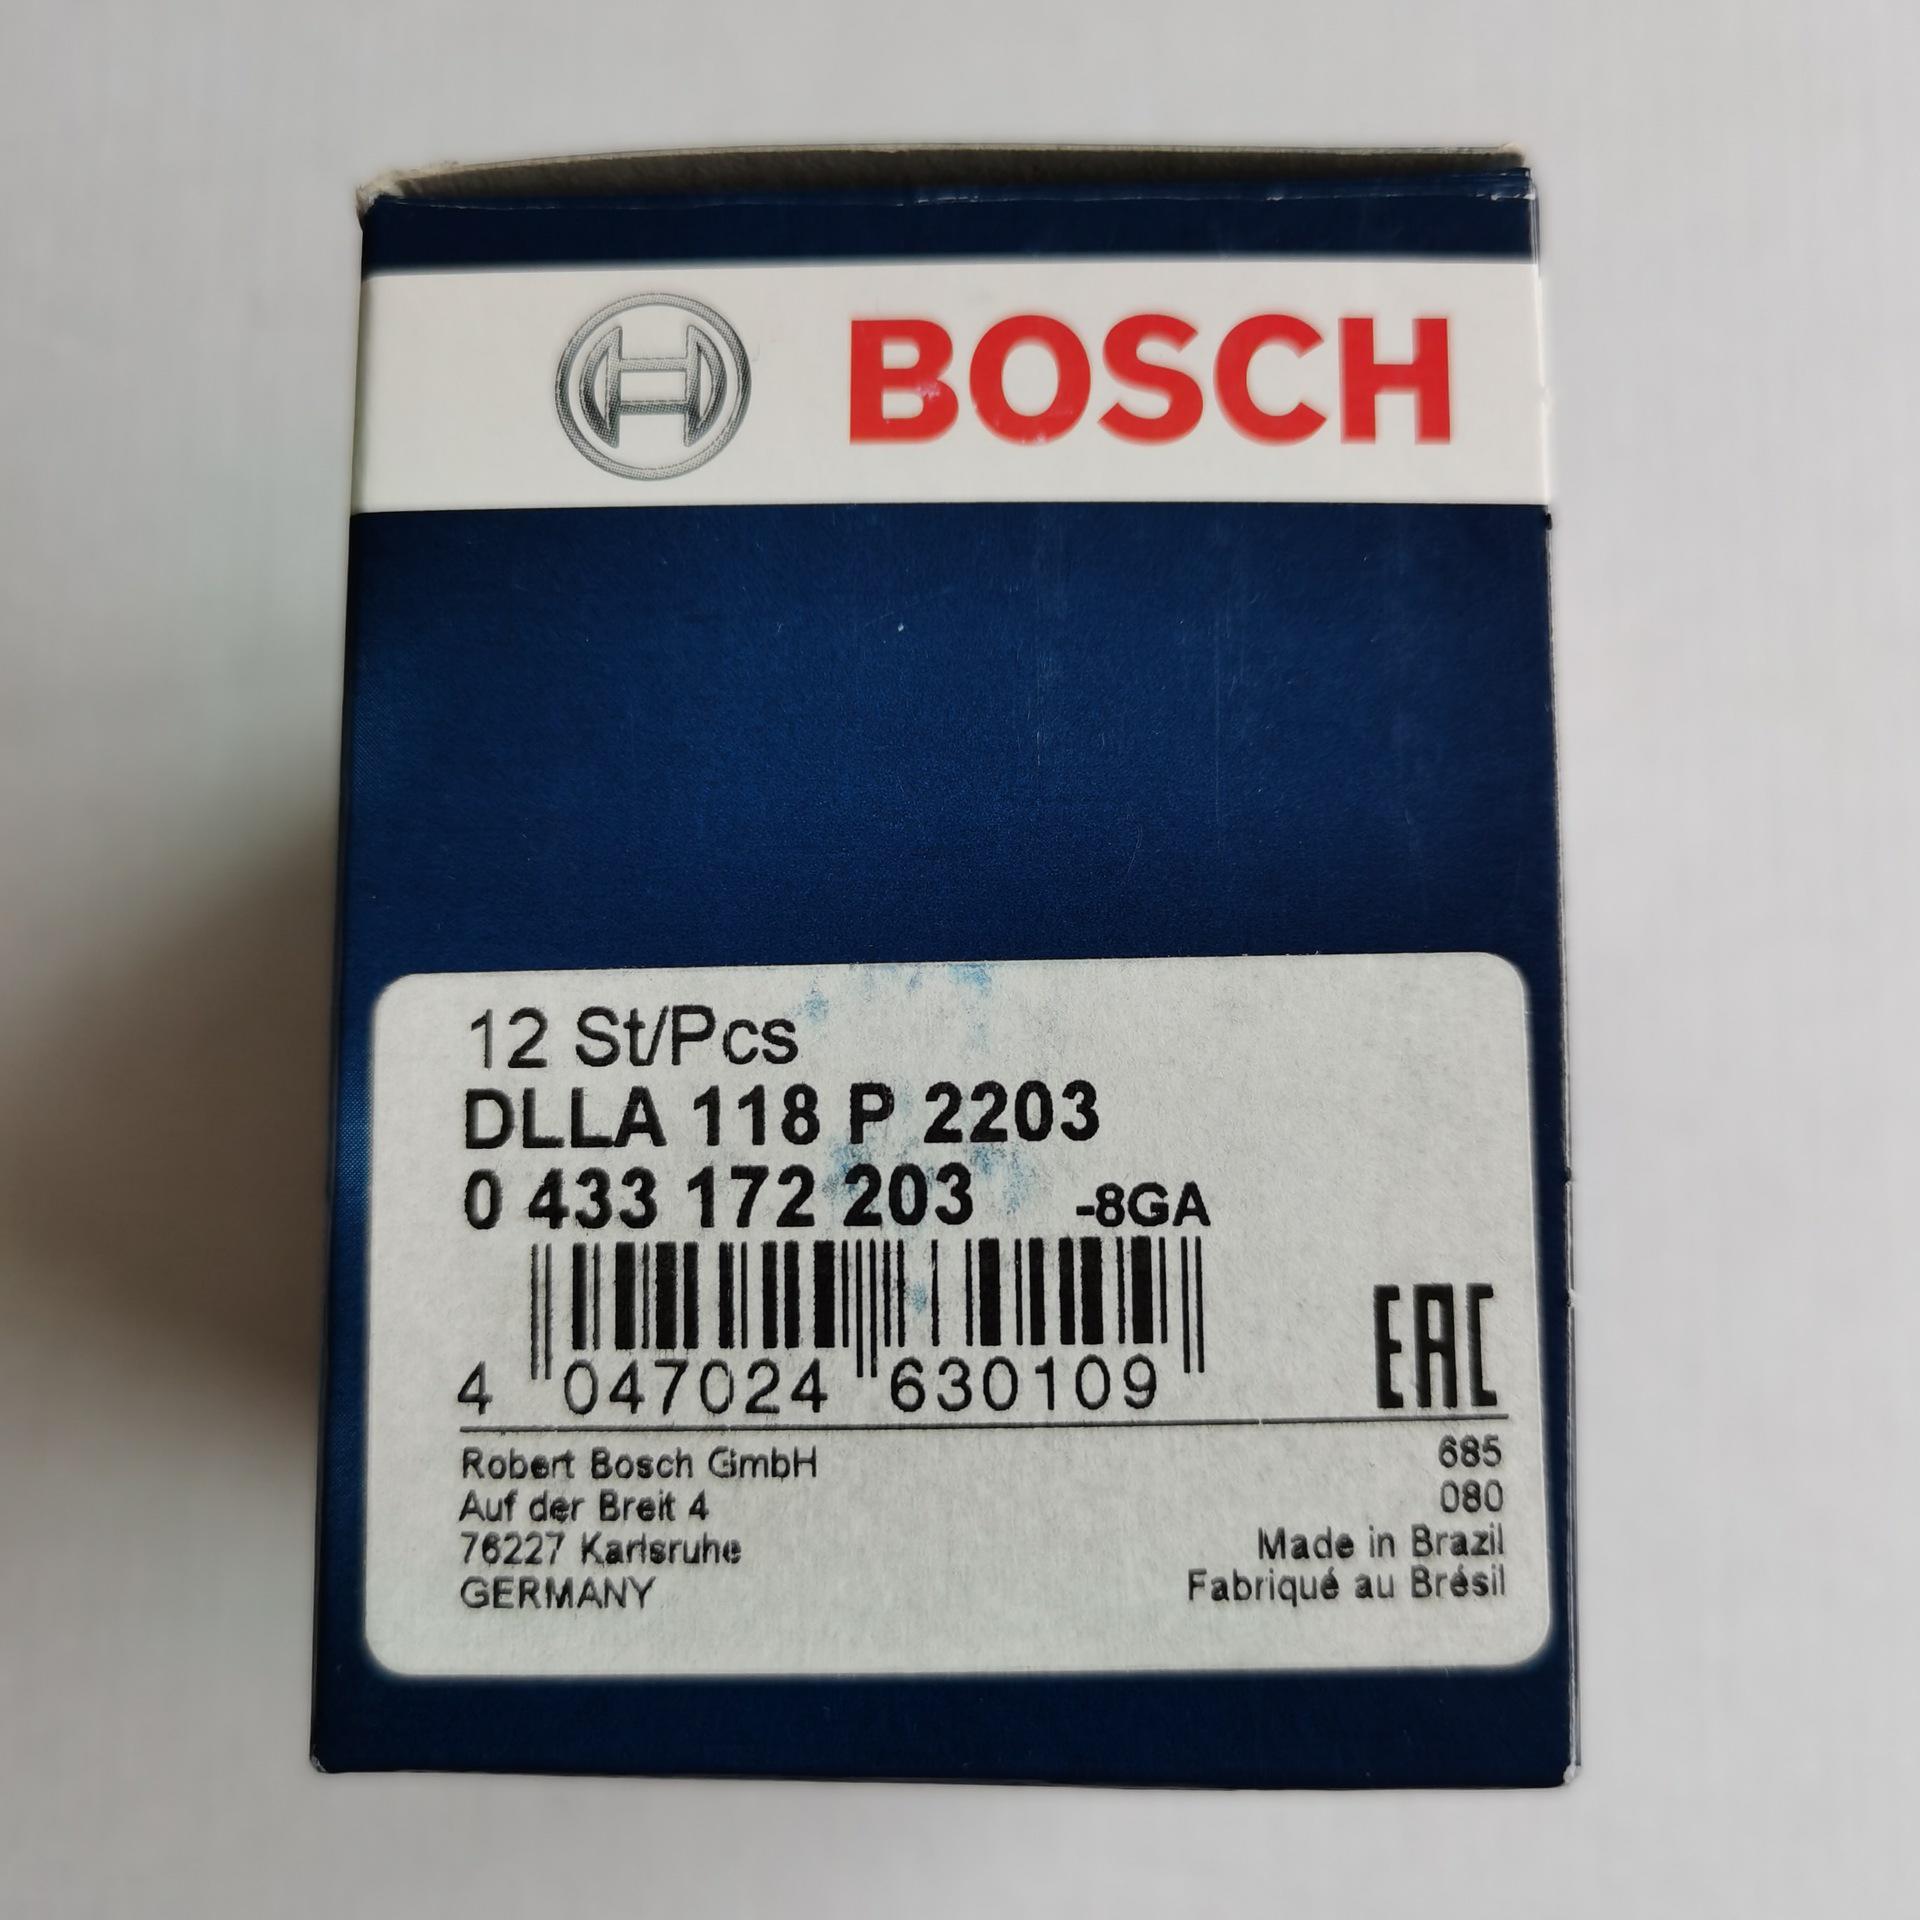 BOSCH
12 St/Pcs
DLLA 118 P 2203
0 433 172 203 -8GA
4 047024 630109
EAC
Robert Bosch GmbH
Auf der Breit 4
76227 Karlsruhe
GERMANY
685
080
Made in Brazil
Fabriqué au Brésil